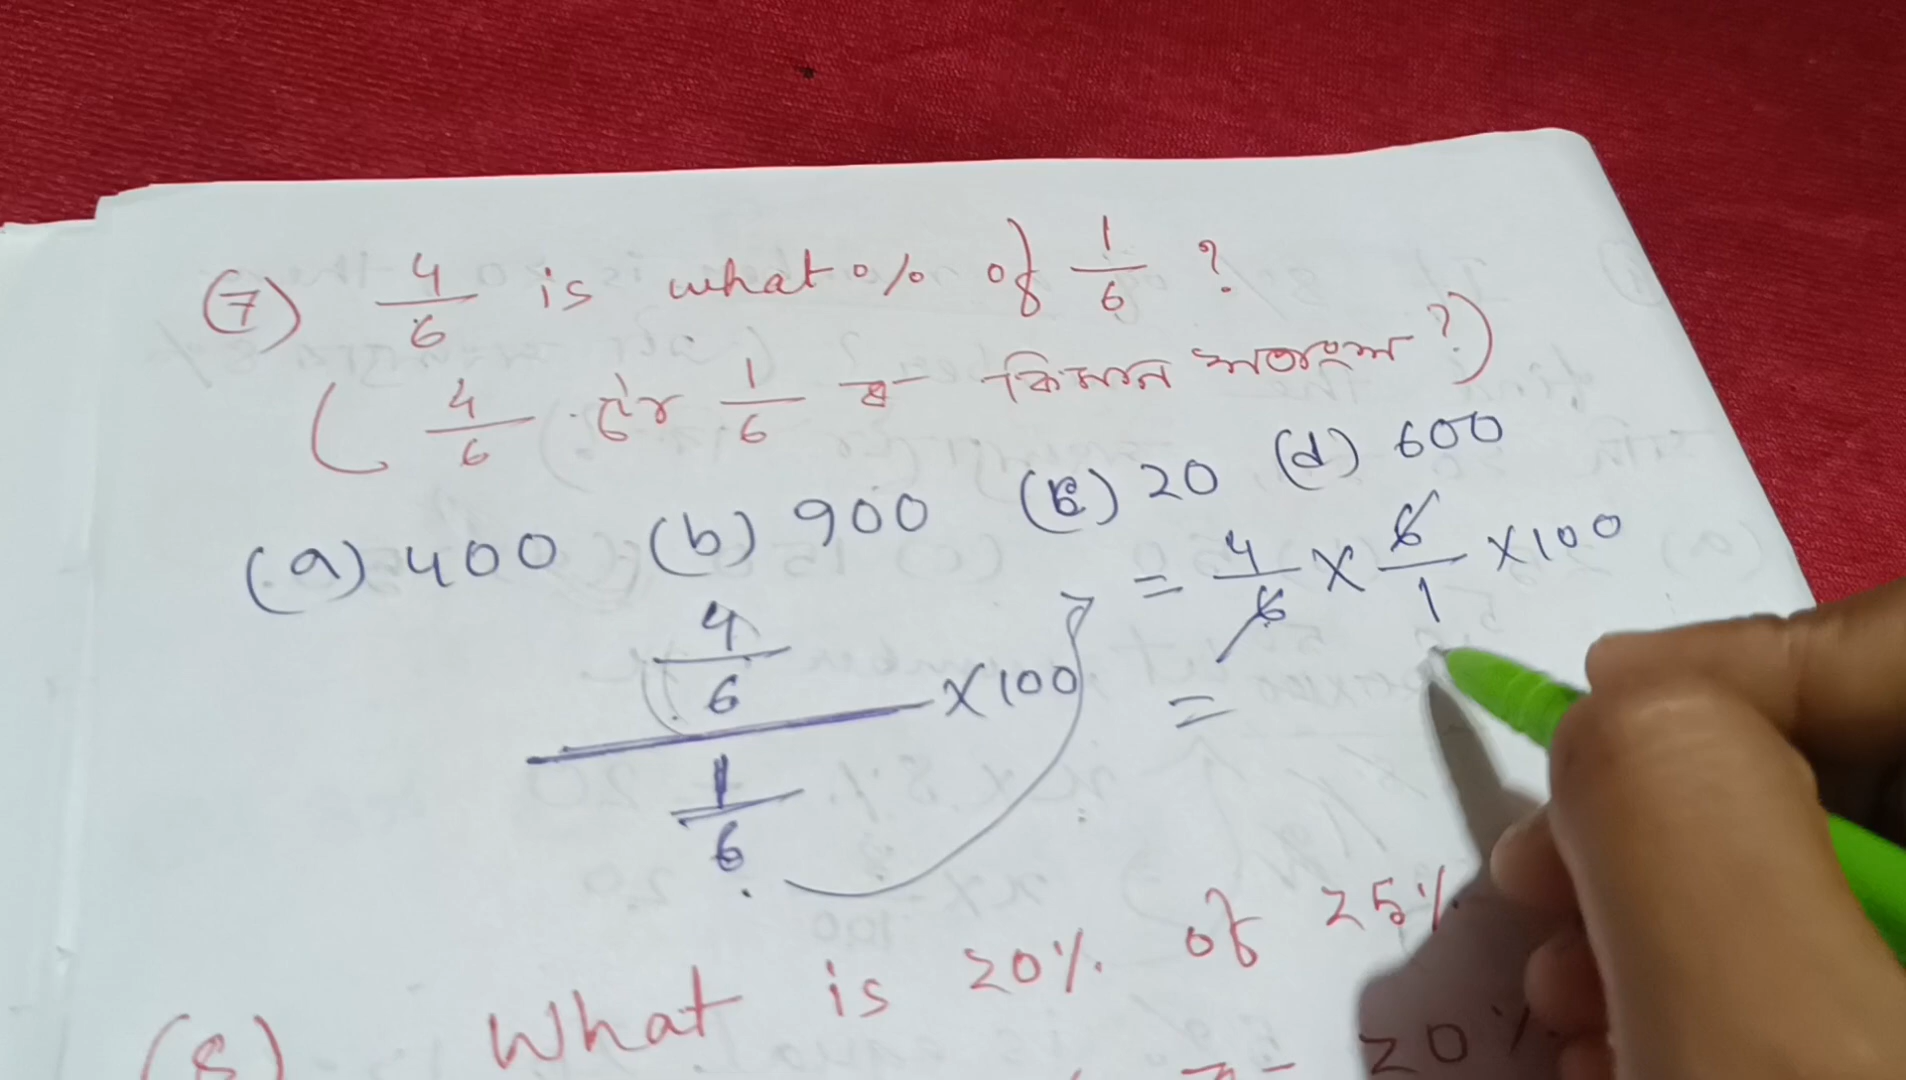 (7) 4/6 is what % of 1/6 ?
( 4/6 হৈছে 1/6 ৰ কিমান শতাংশ ?)
(a) 400 (b) 900 (c) 20 (d) 600
(4/6)/(1/6) ×100 = 4/6 × 6/1 ×100
=
(8) What is 20% of 25%
= 20%